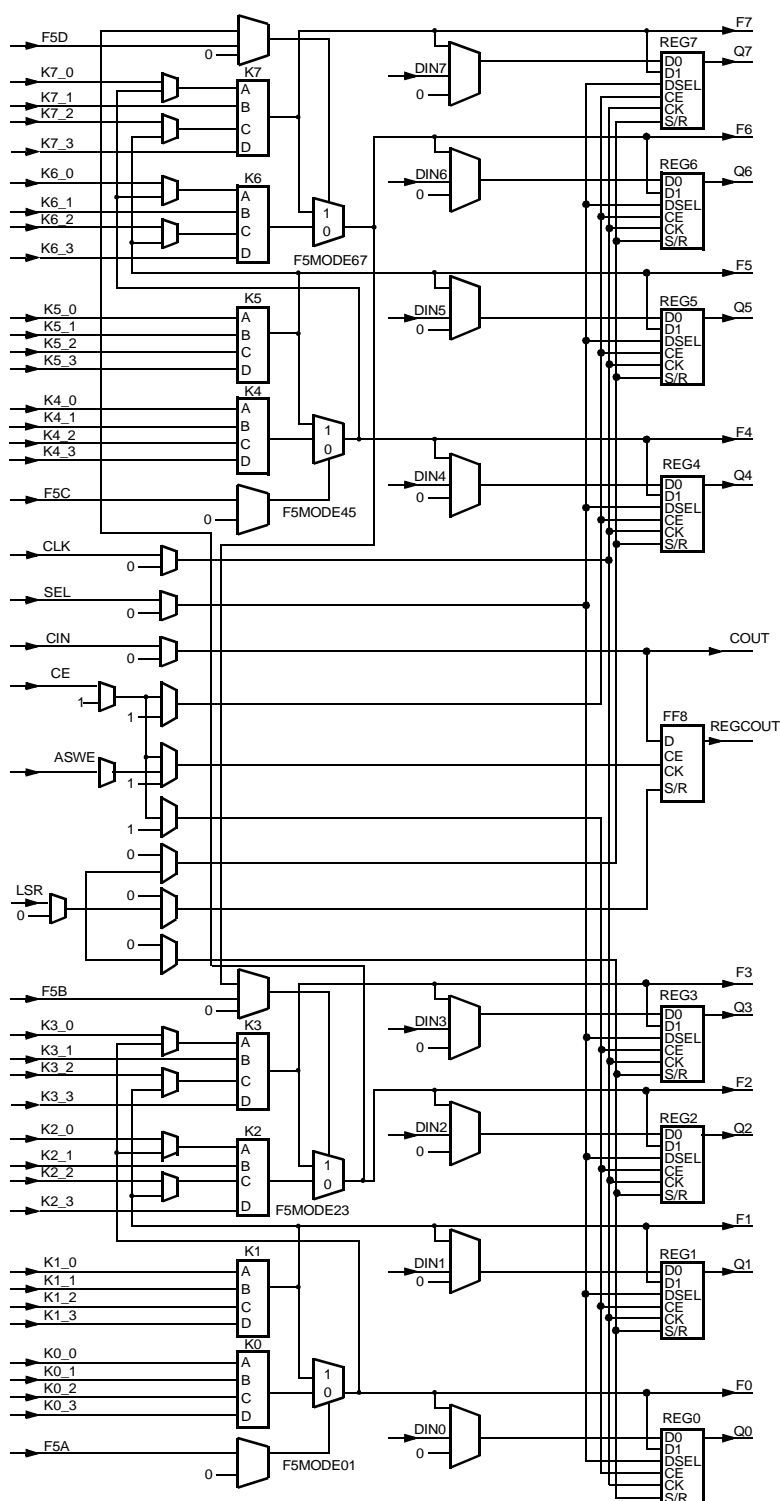 F7
F5D
REG7
0
Q7
K7_0
K7
D0
DIN7
D1
A
DSEL
K7_1
B
0
CE
K7_2
C
CK
S/R
K7_3
D
F6
K6_0
K6
REG6
Q6
A
DIN6
D0
D1
K6_1
B
0
DSEL
K6_2
C
1
CE
0
CK
K6_3
D
S/R
F5MODE67
F5
K5
REG5
K5_0
A
DIN5
D0
Q5
K5_1
B
0
D1
K5_2
C
DSEL
K5_3
D
CE
CK
S/R
K4
K4_0
A
K4_1
B
1
F4
K4_2
C
0
K4_3
D
REG4
F5C
DIN4
D0
Q4
0
F5MODE45
0
D1
DSEL
CE
CK
S/R
CLK
0
SEL
0
CIN
COUT
0
CE
1
1
FF8
REGCOUT
D
ASWE
CE
1
CK
S/R
1
0
LSR
0
0
0
F3
F5B
REG3
0
Q3
K3_0
K3
D0
A
DIN3
D1
K3_1
B
0
DSEL
K3_2
C
CE
CK
K3_3
D
S/R
F2
K2_0
K2
REG2
A
DIN2
D0
Q2
K2_1
B
0
D1
K2_2
C
1
DSEL
0
CE
K2_3
D
CK
F5MODE23
S/R
F1
K1
REG1
K1_0
A
DIN1
D0
Q1
K1_1
B
0
D1
K1_2
C
DSEL
K1_3
D
CE
CK
K0
S/R
K0_0
A
K0_1
B
1
K0_2
C
0
F0
K0_3
D
REG0
F5A
DIN0
D0
Q0
0
F5MODE01
0
D1
DSEL
CE
CK
S/R